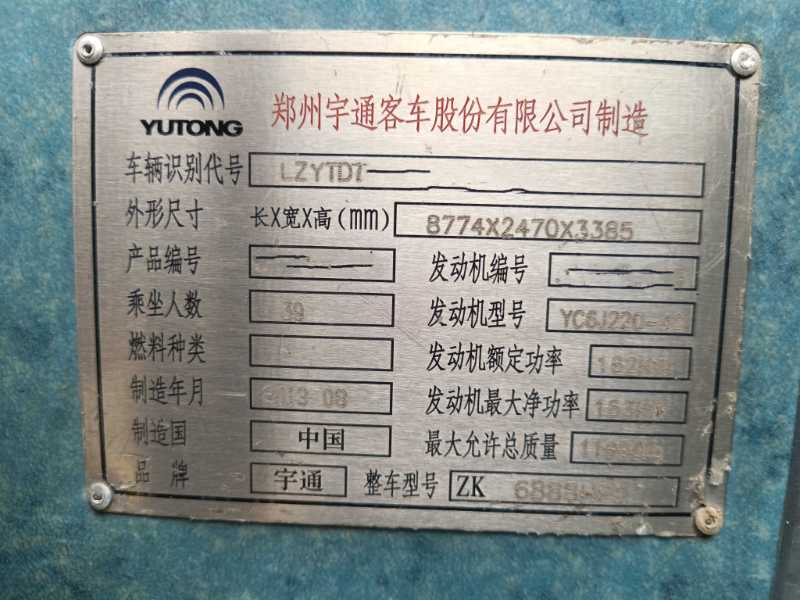 YUTONG
郑州宇通客车股份有限公司制造
车辆识别代号 LZYTDT
外形尺寸 长X宽X高(mm) 8774X2470X3385
产品编号 发动机编号
乘坐人数 39 发动机型号 YC6J220-
燃料种类 发动机额定功率
制造年月 发动机最大净功率
制造国 中国 最大允许总质量
品牌 宇通 整车型号 ZK